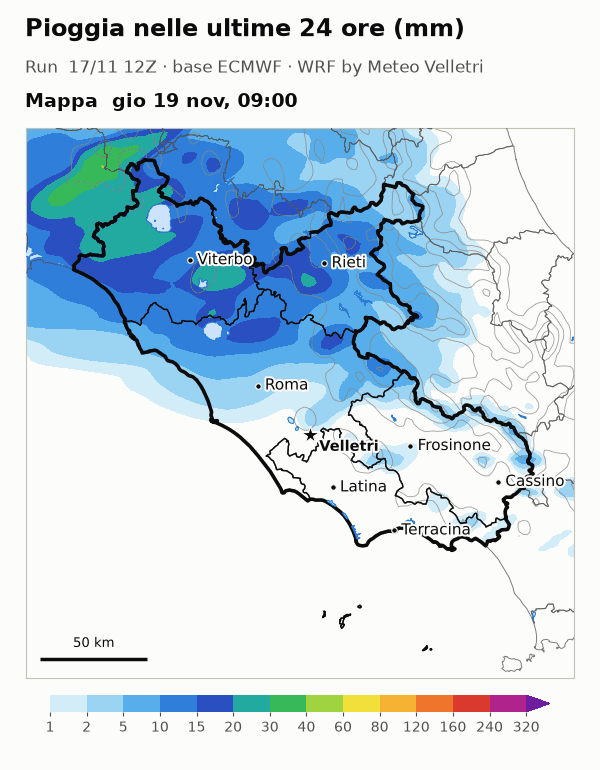 Pioggia nelle ultime 24 ore (mm)
Run  17/11 12Z · base ECMWF · WRF by Meteo Velletri
Mappa  gio 19 nov, 09:00
Viterbo
Rieti
Roma
Velletri
Frosinone
Latina
Cassino
Terracina
50 km
1 2 5 10 15 20 30 40 60 80 120 160 240 320